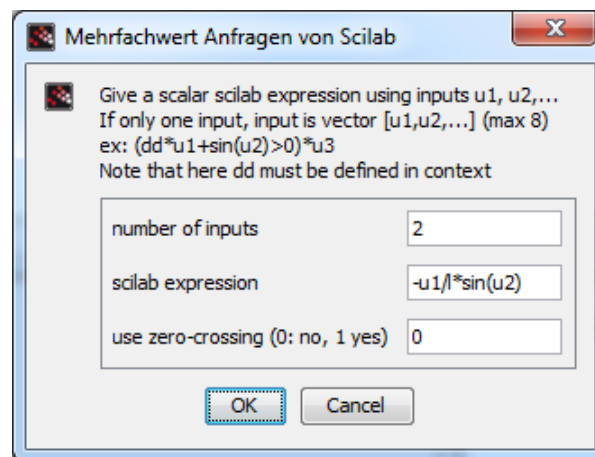 Mehrfachwert Anfragen von Scilab
Give a scalar scilab expression using inputs u1, u2,...
If only one input, input is vector [u1,u2,...] (max 8)
ex: (dd*u1+sin(u2)>0)*u3
Note that here dd must be defined in context
number of inputs 2
scilab expression -u1/l*sin(u2)
use zero-crossing (0: no, 1 yes) 0
OK Cancel